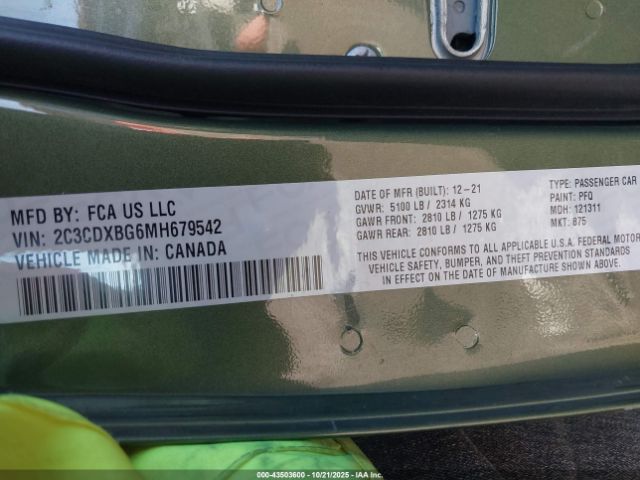 MFD BY: FCA US LLC
VIN: 2C3CDXBG6MH679542
VEHICLE MADE IN: CANADA
DATE OF MFR (BUILT): 12-21
GVWR: 5100 LB / 2314 KG
GAWR FRONT: 2810 LB / 1275 KG
GAWR REAR: 2810 LB / 1275 KG
TYPE: PASSENGER CAR
PAINT: PFQ
MDH: 121311
MKT: 875
THIS VEHICLE CONFORMS TO ALL APPLICABLE U.S.A. FEDERAL MOTOR
VEHICLE SAFETY, BUMPER, AND THEFT PREVENTION STANDARDS
IN EFFECT ON THE DATE OF MANUFACTURE SHOWN ABOVE.
000-43503600 - 10/21/2025 - IAAI.COM